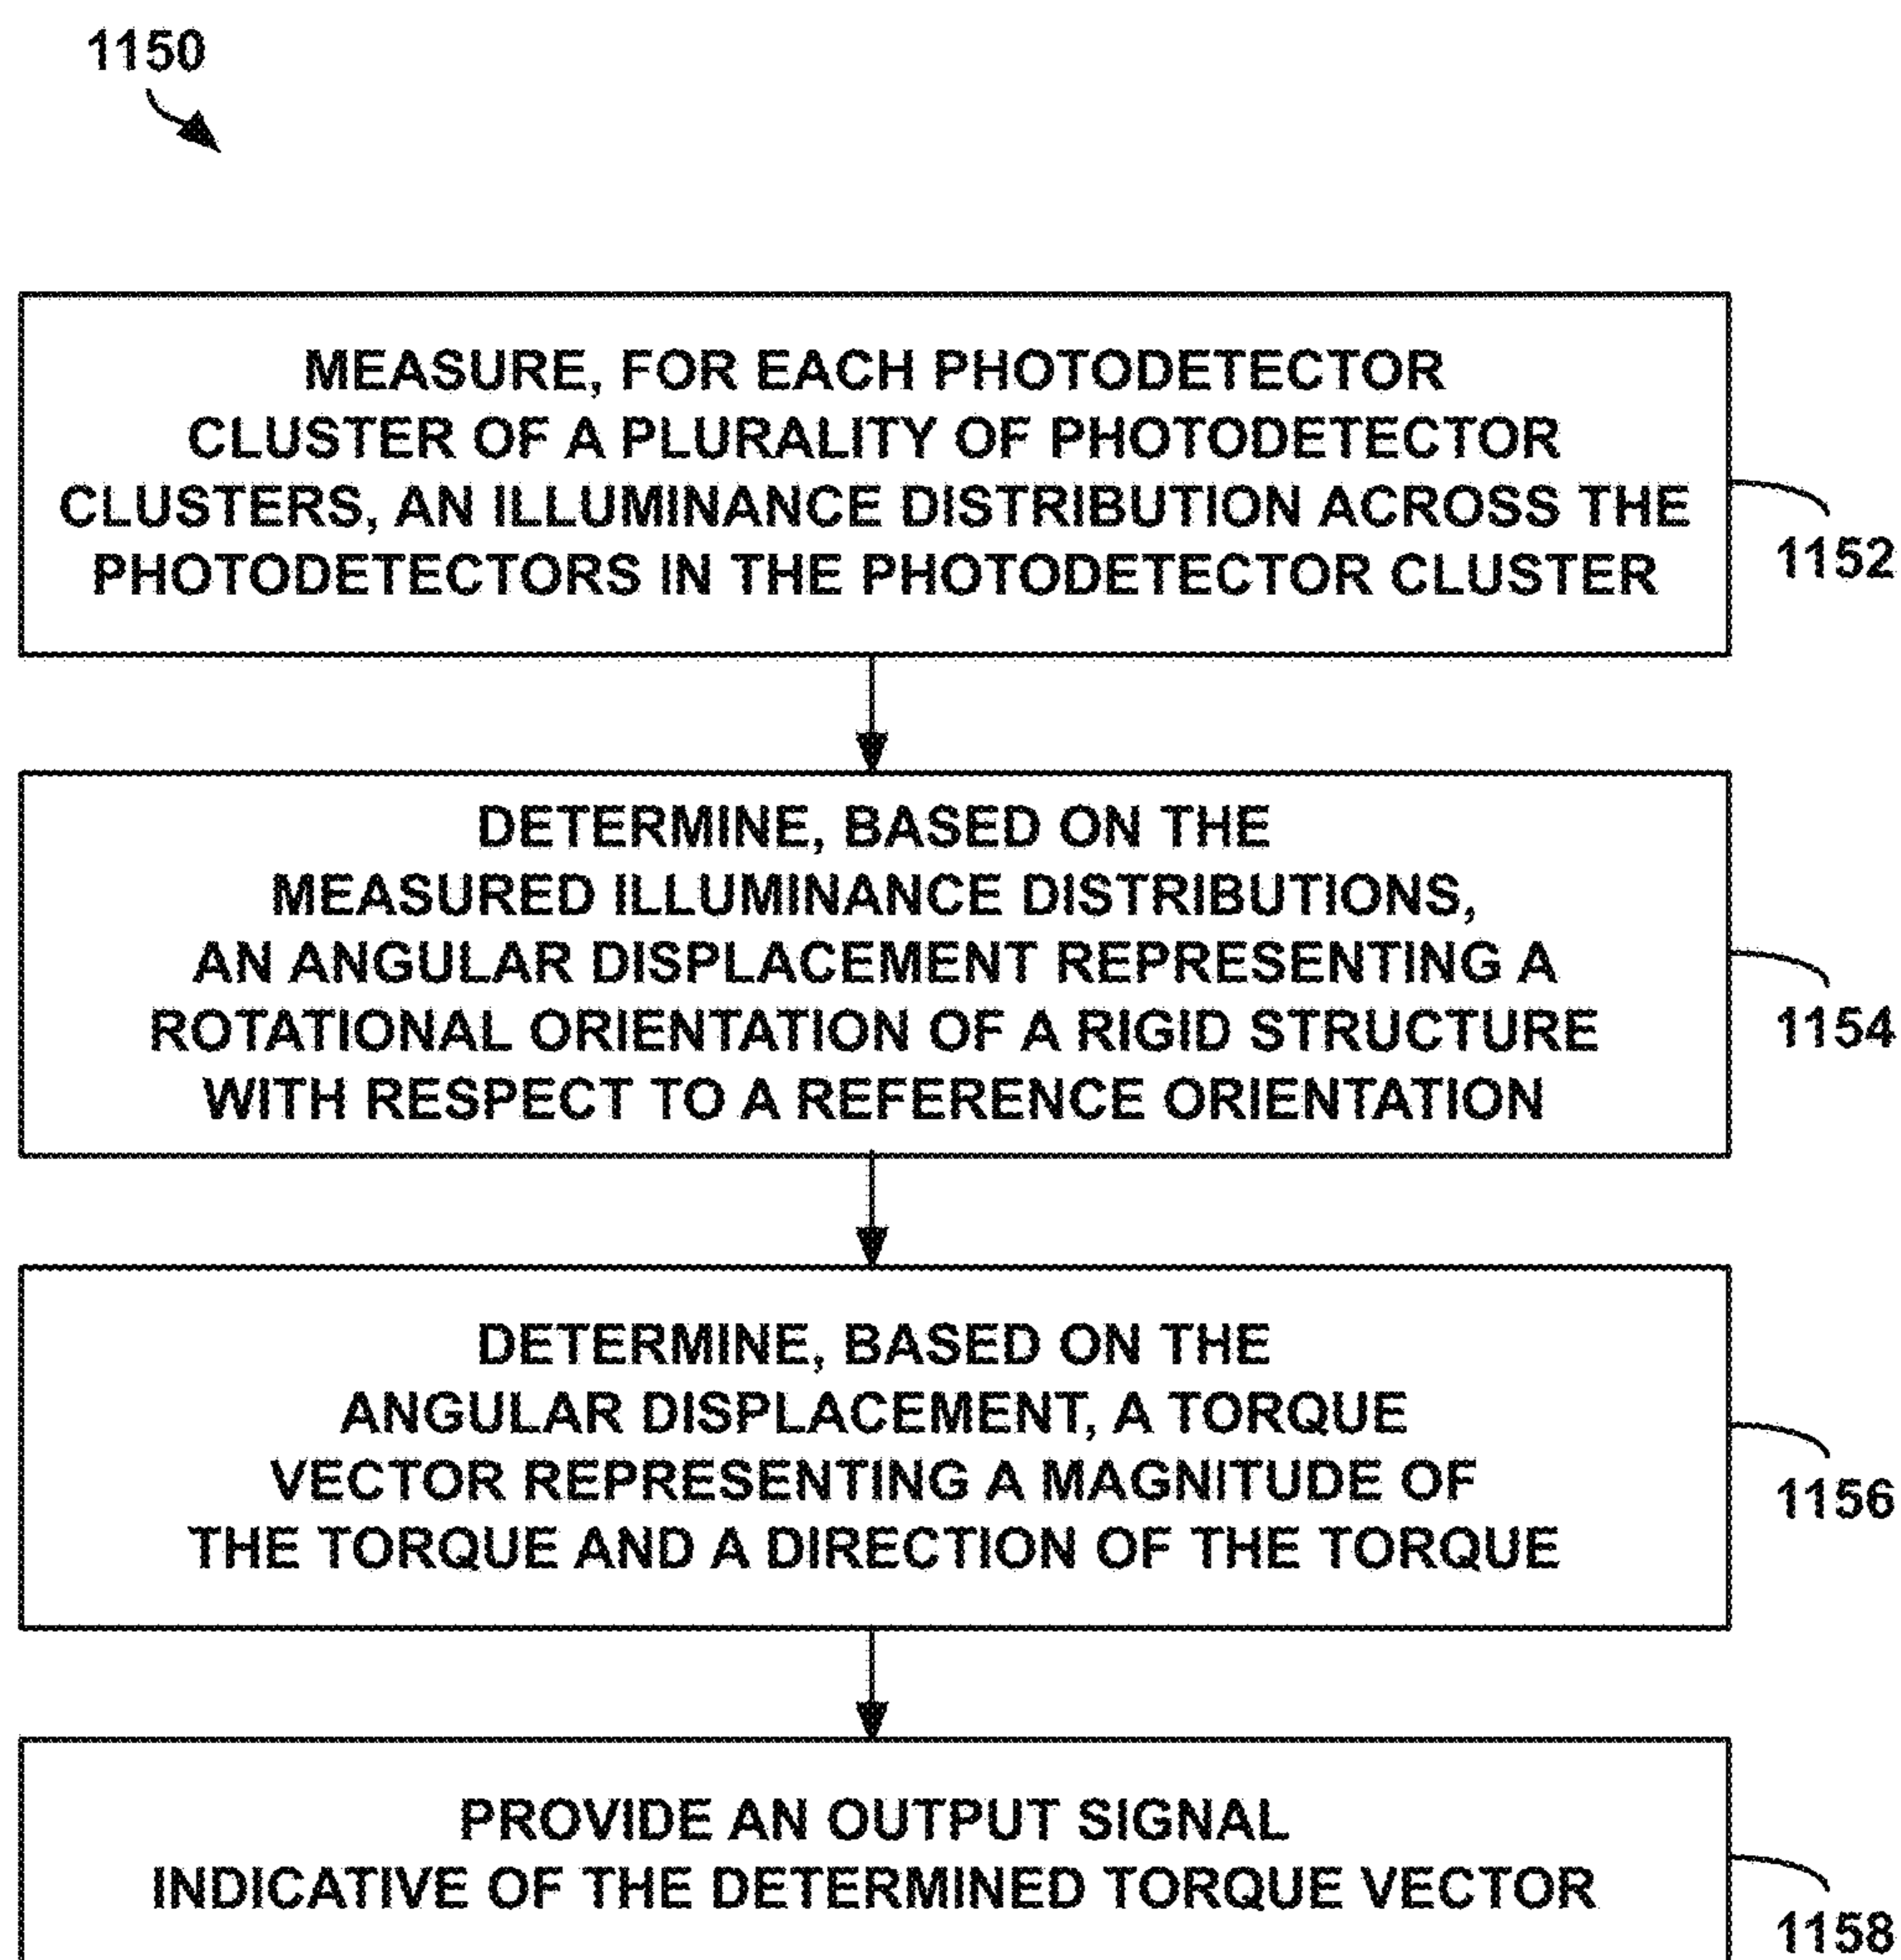 1150
MEASURE, FOR EACH PHOTODETECTOR
CLUSTER OF A PLURALITY OF PHOTODETECTOR
CLUSTERS, AN ILLUMINANCE DISTRIBUTION ACROSS THE
PHOTODETECTORS IN THE PHOTODETECTOR CLUSTER
1152
DETERMINE, BASED ON THE
MEASURED ILLUMINANCE DISTRIBUTIONS,
AN ANGULAR DISPLACEMENT REPRESENTING A
ROTATIONAL ORIENTATION OF A RIGID STRUCTURE
WITH RESPECT TO A REFERENCE ORIENTATION
1154
DETERMINE, BASED ON THE
ANGULAR DISPLACEMENT, A TORQUE
VECTOR REPRESENTING A MAGNITUDE OF
THE TORQUE AND A DIRECTION OF THE TORQUE
1156
PROVIDE AN OUTPUT SIGNAL
INDICATIVE OF THE DETERMINED TORQUE VECTOR
1158